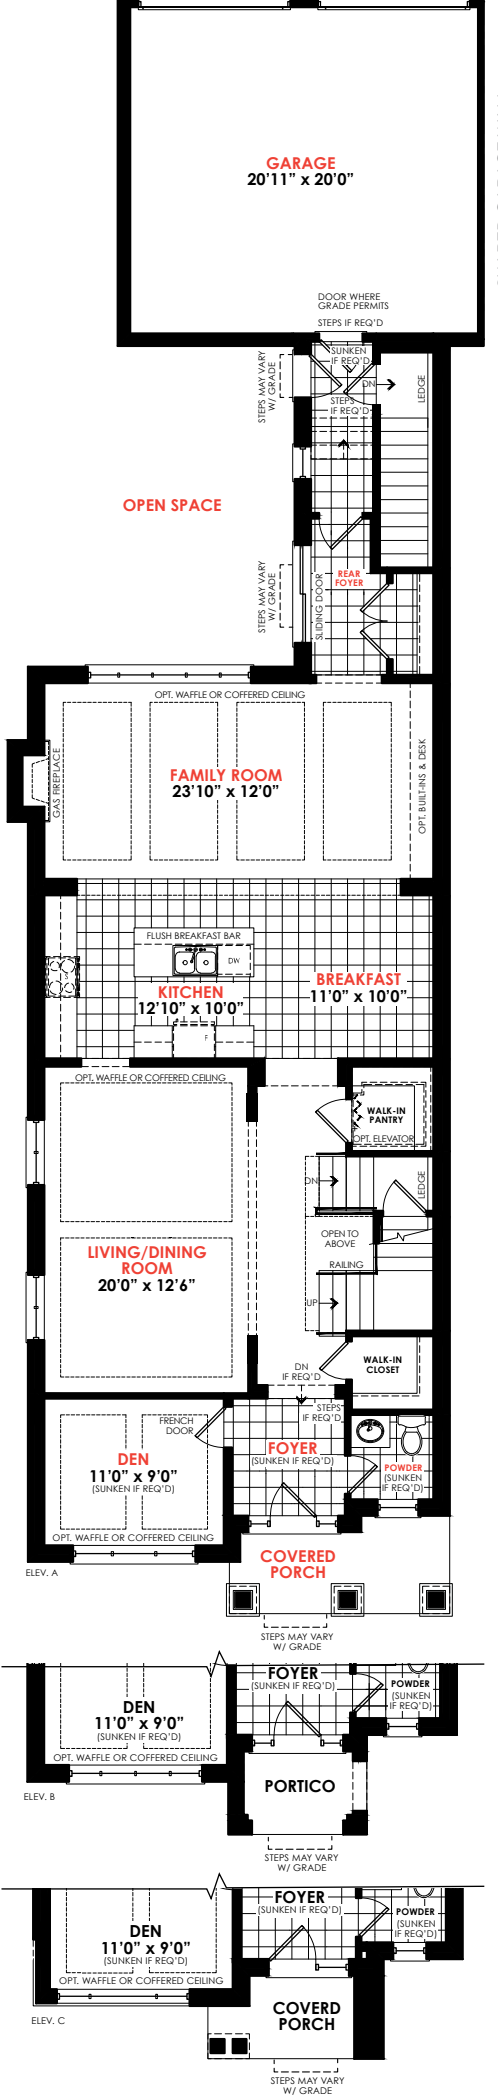 GARAGE
20'11" x 20'0"
DOOR WHERE
GRADE PERMITS
STEPS IF REQ'D
SUNKEN
IF REQ'D
STEPS MAY VARY
W/ GRADE
DN
LEDGE
STEPS
IF REQ'D
OPEN SPACE
REAR
FOYER
STEPS MAY VARY
W/ GRADE
SLIDING DOOR
OPT. WAFFLE OR COFFERED CEILING
FAMILY ROOM
23'10" x 12'0"
GAS FIREPLACE
OPT. BUILT-INS & DESK
FLUSH BREAKFAST BAR
DW
S
KITCHEN
12'10" x 10'0"
BREAKFAST
11'0" x 10'0"
F
OPT. WAFFLE OR COFFERED CEILING
WALK-IN
PANTRY
OPT. ELEVATOR
DN
LEDGE
OPEN TO
ABOVE
RAILING
LIVING/DINING
ROOM
20'0" x 12'6"
UP
WALK-IN
CLOSET
DN
IF REQ'D
STEPS
IF REQ'D
FRENCH
DOOR
DEN
11'0" x 9'0"
(SUNKEN IF REQ'D)
FOYER
(SUNKEN IF REQ'D)
POWDER
(SUNKEN
IF REQ'D)
OPT. WAFFLE OR COFFERED CEILING
COVERED
PORCH
ELEV. A
STEPS MAY VARY
W/ GRADE
FOYER
(SUNKEN IF REQ'D)
POWDER
(SUNKEN
IF REQ'D)
DEN
11'0" x 9'0"
(SUNKEN IF REQ'D)
OPT. WAFFLE OR COFFERED CEILING
PORTICO
ELEV. B
STEPS MAY VARY
W/ GRADE
FOYER
(SUNKEN IF REQ'D)
POWDER
(SUNKEN
IF REQ'D)
DEN
11'0" x 9'0"
(SUNKEN IF REQ'D)
OPT. WAFFLE OR COFFERED CEILING
COVERD
PORCH
ELEV. C
STEPS MAY VARY
W/ GRADE